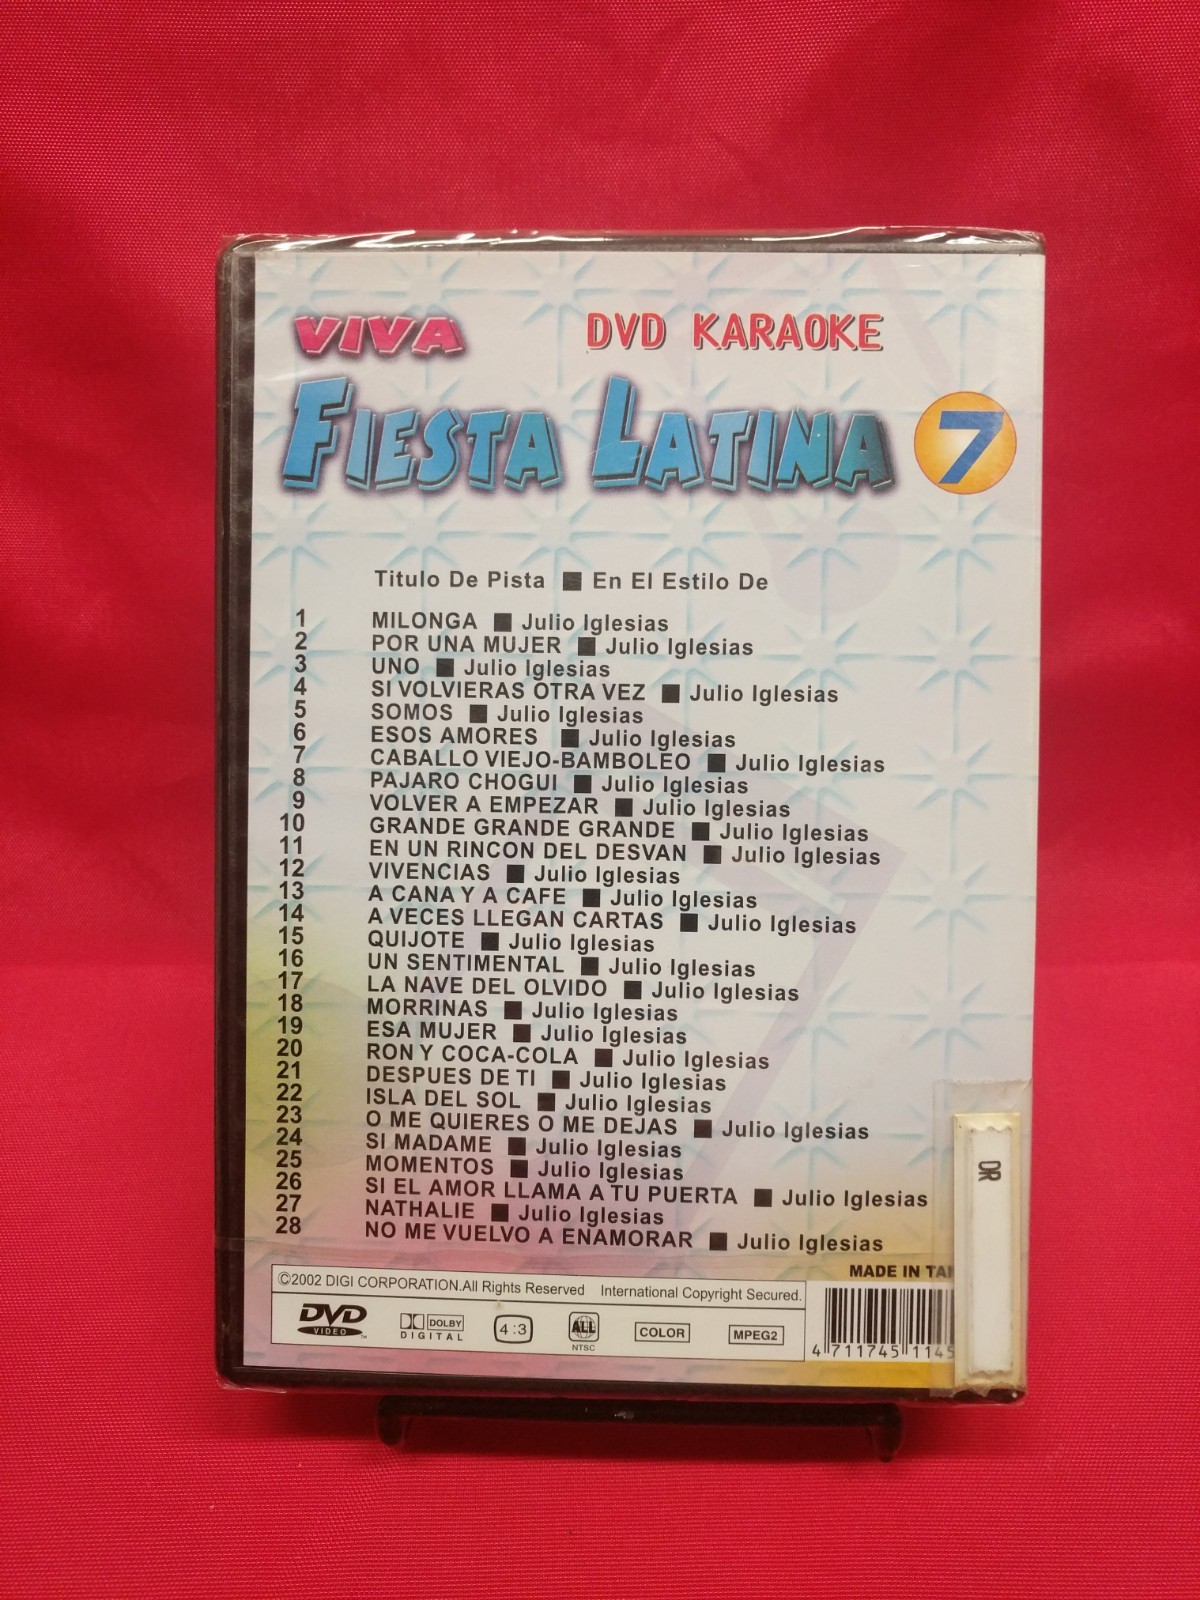 VIVA DVD KARAOKE
FIESTA LATINA 7
Titulo De Pista ■ En El Estilo De
1 MILONGA ■ Julio Iglesias
2 POR UNA MUJER ■ Julio Iglesias
3 UNO ■ Julio Iglesias
4 SI VOLVIERAS OTRA VEZ ■ Julio Iglesias
5 SOMOS ■ Julio Iglesias
6 ESOS AMORES ■ Julio Iglesias
7 CABALLO VIEJO-BAMBOLEO ■ Julio Iglesias
8 PAJARO CHOGUI ■ Julio Iglesias
9 VOLVER A EMPEZAR ■ Julio Iglesias
10 GRANDE GRANDE GRANDE ■ Julio Iglesias
11 EN UN RINCON DEL DESVAN ■ Julio Iglesias
12 VIVENCIAS ■ Julio Iglesias
13 A CANA Y A CAFE ■ Julio Iglesias
14 A VECES LLEGAN CARTAS ■ Julio Iglesias
15 QUIJOTE ■ Julio Iglesias
16 UN SENTIMENTAL ■ Julio Iglesias
17 LA NAVE DEL OLVIDO ■ Julio Iglesias
18 MORRINAS ■ Julio Iglesias
19 ESA MUJER ■ Julio Iglesias
20 RON Y COCA-COLA ■ Julio Iglesias
21 DESPUES DE TI ■ Julio Iglesias
22 ISLA DEL SOL ■ Julio Iglesias
23 O ME QUIERES O ME DEJAS ■ Julio Iglesias
24 SI MADAME ■ Julio Iglesias
25 MOMENTOS ■ Julio Iglesias
26 SI EL AMOR LLAMA A TU PUERTA ■ Julio Iglesias
27 NATHALIE ■ Julio Iglesias
28 NO ME VUELVO A ENAMORAR ■ Julio Iglesias
OR
MADE IN
©2002 DIGI CORPORATION.All Rights Reserved International Copyright Secured.
DVD VIDEO
DOLBY DIGITAL
4:3
ALL
NTSC
COLOR
MPEG2
4 711745